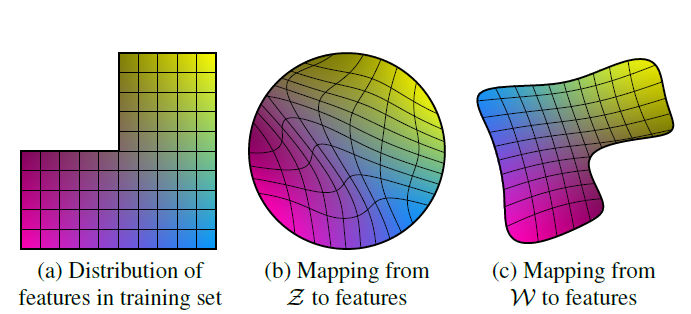 (a) Distribution of
features in training set
(b) Mapping from
𝒵 to features
(c) Mapping from
𝒲 to features